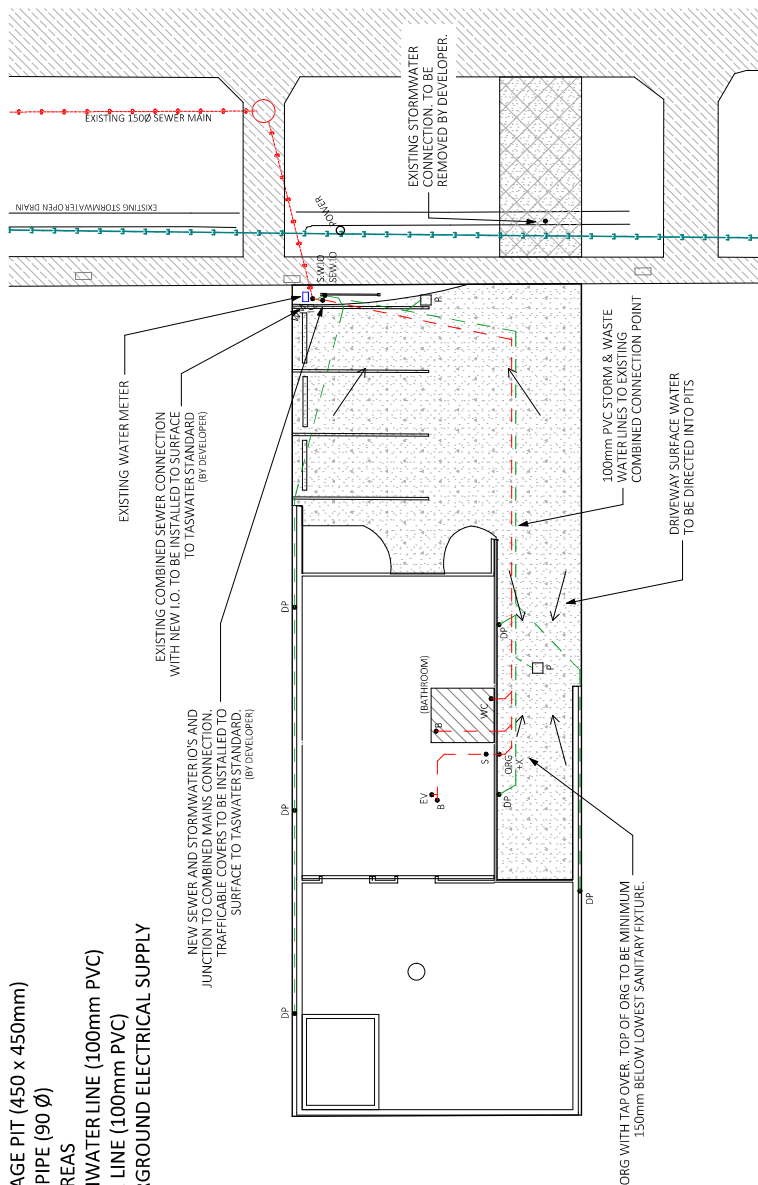 EXISTING 150Ø SEWER MAIN
EXISTING STORMWATER OPEN DRAIN
POWER
EXISTING STORMWATER
CONNECTION. TO BE
REMOVED BY DEVELOPER.
S.W.IO
SEW.IO
P
EXISTING WATER METER
EXISTING COMBINED SEWER CONNECTION
WITH NEW I.O. TO BE INSTALLED TO SURFACE
TO TASWATER STANDARD
(BY DEVELOPER)
NEW SEWER AND STORMWATER IO'S AND
JUNCTION TO COMBINED MAINS CONNECTION.
TRAFFICABLE COVERS TO BE INSTALLED TO
SURFACE TO TASWATER STANDARD.
(BY DEVELOPER)
100mm PVC STORM & WASTE
WATER LINES TO EXISTING
COMBINED CONNECTION POINT
DRIVEWAY SURFACE WATER
TO BE DIRECTED INTO PITS
DP
DP
DP
DP
DP
DP
(BATHROOM)
B
WC
S
ORG
+X
EV
B
P
ORG WITH TAP OVER. TOP OF ORG TO BE MINIMUM
150mm BELOW LOWEST SANITARY FIXTURE.
AGE PIT (450 x 450mm)
PIPE (90 Ø)
REAS
WATER LINE (100mm PVC)
LINE (100mm PVC)
GROUND ELECTRICAL SUPPLY